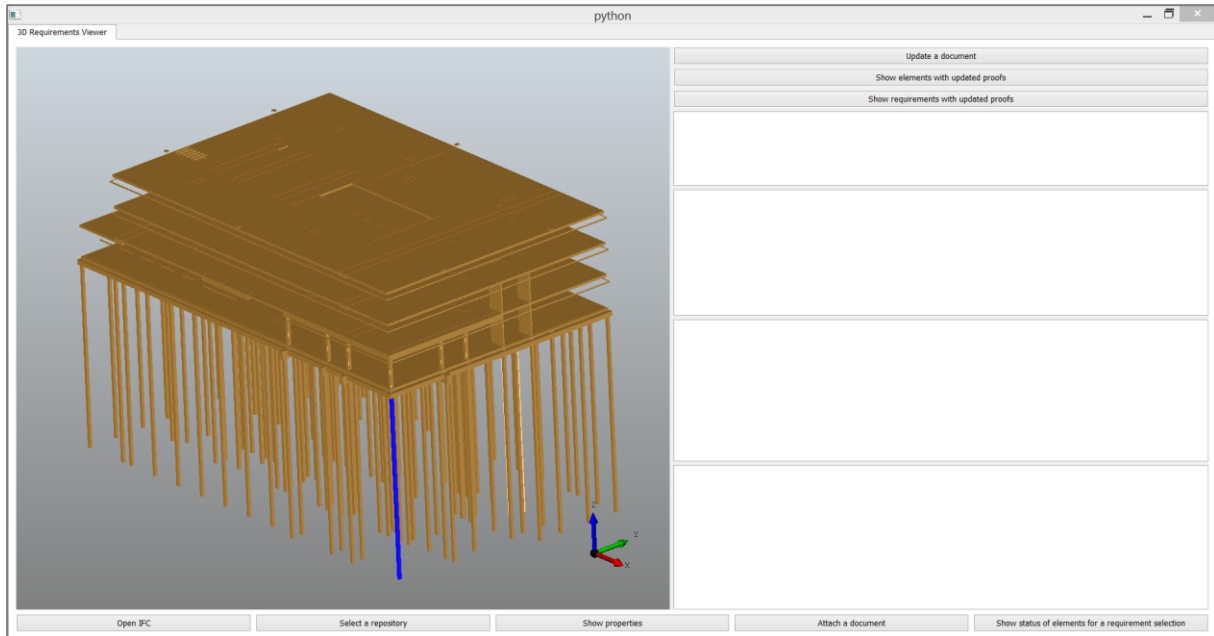 python
3D Requirements Viewer
Update a document
Show elements with updated proofs
Show requirements with updated proofs
Z
Y
X
Open IFC
Select a repository
Show properties
Attach a document
Show status of elements for a requirement selection